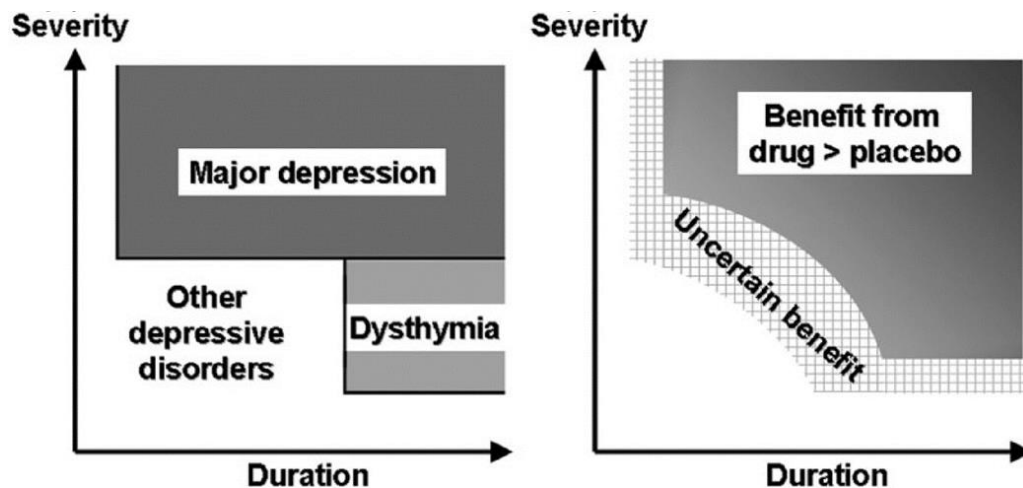 Severity
Major depression
Other
depressive
disorders
Dysthymia
Duration
Severity
Benefit from
drug > placebo
Uncertain benefit
Duration